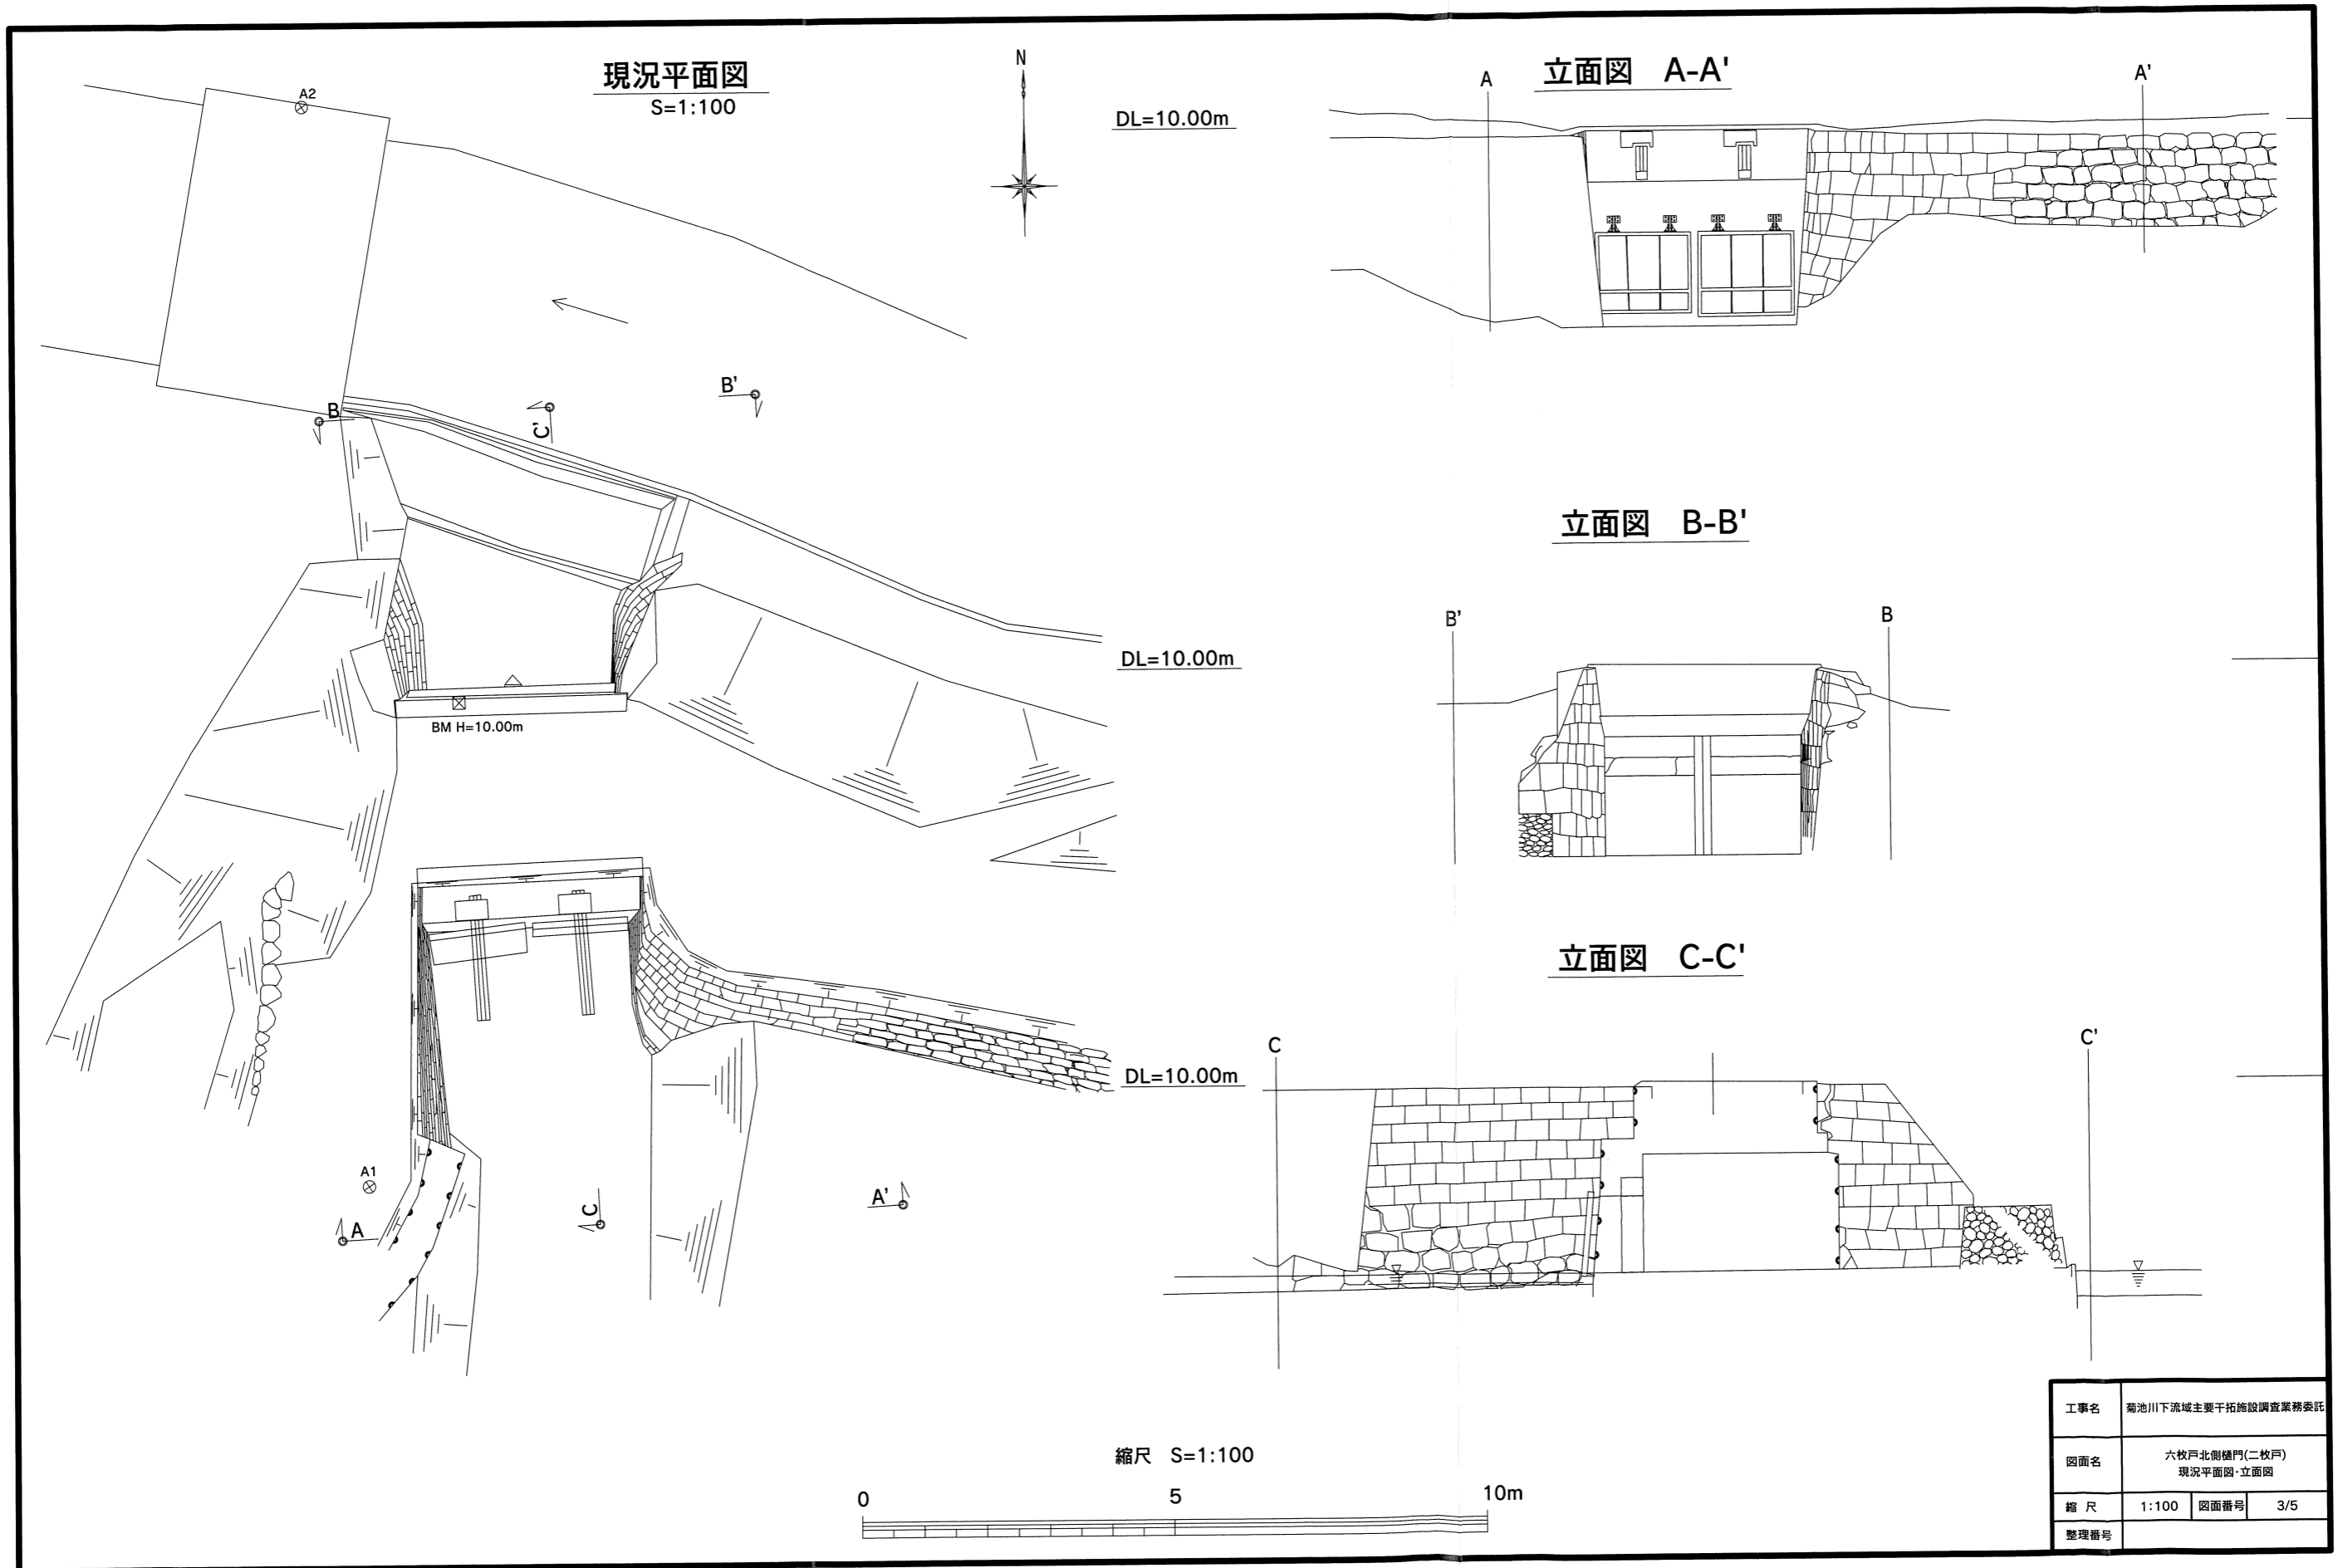 現況平面図
S=1:100
A2
N
B
C'
B'
BM H=10.00m
A1
A
C
A'
立面図 A-A'
DL=10.00m
A
A'
立面図 B-B'
DL=10.00m
B'
B
立面図 C-C'
DL=10.00m
C
C'
縮尺 S=1:100
0
5
10m
工事名 菊池川下流域主要干拓施設調査業務委託
図面名 六枚戸北側樋門(二枚戸)
現況平面図・立面図
縮 尺 1:100 図面番号 3/5
整理番号